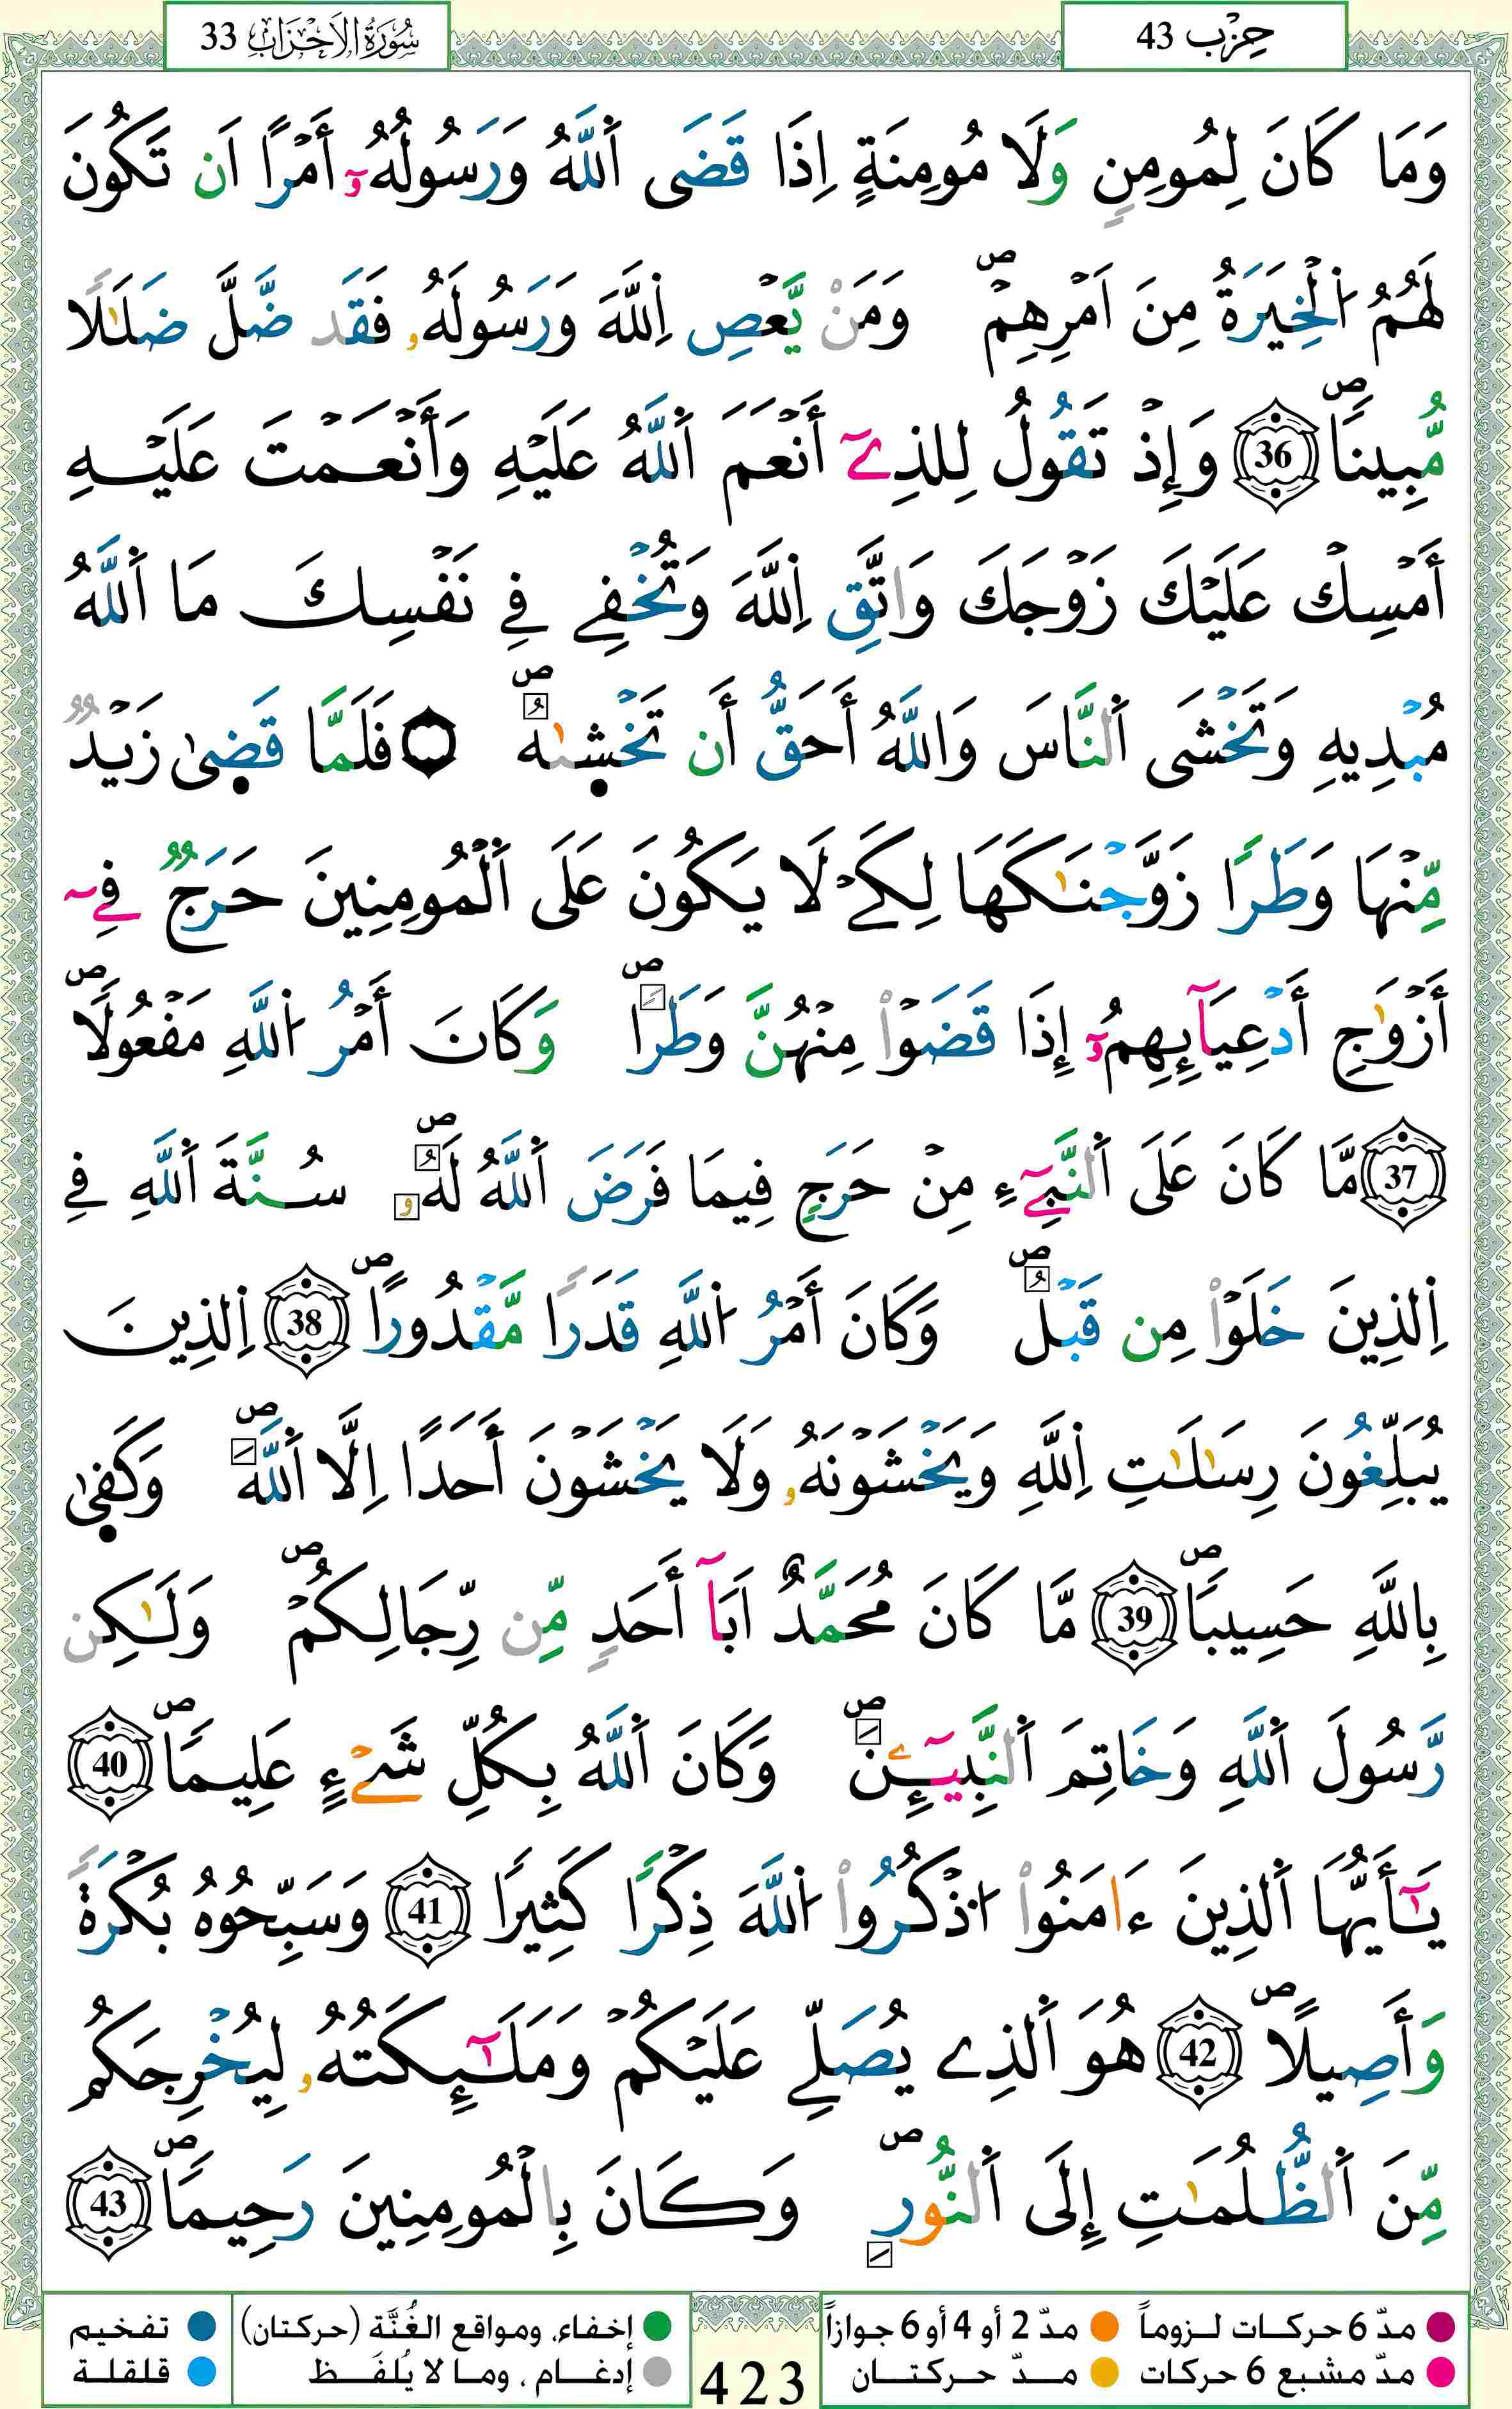 حِزْب 43
سُورَةُ الاَحْزَابِ 33
وَمَا كَانَ لِمُومِنٍ وَلَا مُومِنَةٍ اِذَا قَضَى اَ۬للَّهُ وَرَسُولُهُۥٓ أَمْرًا اَن تَكُونَ
لَهُمُ اُ۬لْخِيَرَةُ مِنَ اَمْرِهِمْۖ وَمَنْ يَّعْصِ اِ۬للَّهَ وَرَسُولَهُۥ فَقَد ضَّلَّ ضَلَٰلًا
مُّبِينًاۖ 36 وَإِذْ تَقُولُ لِلذِےٓ أَنْعَمَ اَ۬للَّهُ عَلَيْهِ وَأَنْعَمْتَ عَلَيْهِ
أَمْسِكْ عَلَيْكَ زَوْجَكَ وَاتَّقِ اِ۬للَّهَ وَتُخْفِے فِے نَفْسِكَ مَا اَ۬للَّهُ
مُبْدِيهِ وَتَخْشَى اَ۬لنَّاسَ وَاللَّهُ أَحَقُّ أَن تَخْشَىٰهُۖ فَلَمَّا قَضَىٰ زَيْدٌ
مِّنْهَا وَطَرًا زَوَّجْنَٰكَهَا لِكَےْ لَا يَكُونَ عَلَى اَ۬لْمُومِنِينَ حَرَجٌ فِےٓ
أَزْوَٰجِ أَدْعِيَآئِهِمُۥٓ إِذَا قَضَوْاْ مِنْهُنَّ وَطَرًاۖ وَكَانَ أَمْرُ اُ۬للَّهِ مَفْعُولًاۖ
37 مَّا كَانَ عَلَى اَ۬لنَّبِےٓءِ مِنْ حَرَجٍ فِيمَا فَرَضَ اَ۬للَّهُ لَهُۥۖ سُنَّةَ اَ۬للَّهِ فِے
اِ۬لذِينَ خَلَوْاْ مِن قَبْلُۖ وَكَانَ أَمْرُ اُ۬للَّهِ قَدَرًا مَّقْدُورًاۖ 38 اِ۬لذِينَ
يُبَلِّغُونَ رِسَٰلَٰتِ اِ۬للَّهِ وَيَخْشَوْنَهُۥ وَلَا يَخْشَوْنَ أَحَدًا اِلَّا اَ۬للَّهَۖ وَكَفَىٰ
بِاللَّهِ حَسِيبًاۖ 39 مَّا كَانَ مُحَمَّدٌ اَبَآ أَحَدٍ مِّن رِّجَالِكُمْۖ وَلَٰكِن
رَّسُولَ اَ۬للَّهِ وَخَاتِمَ اَ۬لنَّبِيٓـِٕينَۖ وَكَانَ اَ۬للَّهُ بِكُلِّ شَےْءٍ عَلِيمًاۖ 40
يَٰٓأَيُّهَا اَ۬لذِينَ ءَامَنُواْ اُ۟ذْكُرُواْ اُ۬للَّهَ ذِكْرًا كَثِيرًا 41 وَسَبِّحُوهُ بُكْرَةً
وَأَصِيلًاۖ 42 هُوَ اَ۬لذِے يُصَلِّے عَلَيْكُمْ وَمَلَٰٓئِكَتُهُۥ لِيُخْرِجَكُم
مِّنَ اَ۬لظُّلُمَٰتِ إِلَى اَ۬لنُّورِۖ وَكَانَ بِالْمُومِنِينَ رَحِيمًاۖ 43
مدّ 6 حركـات لـزوماً مدّ 2 أو 4 أو 6 جوازاً
مدّ مشبع 6 حركات مــدّ حـركتـــان
إخفاء، ومواقع الغُنَّة (حركتان) تفخيم
إدغــام ، ومـا لا يُلفَـظ قلقلـة
423